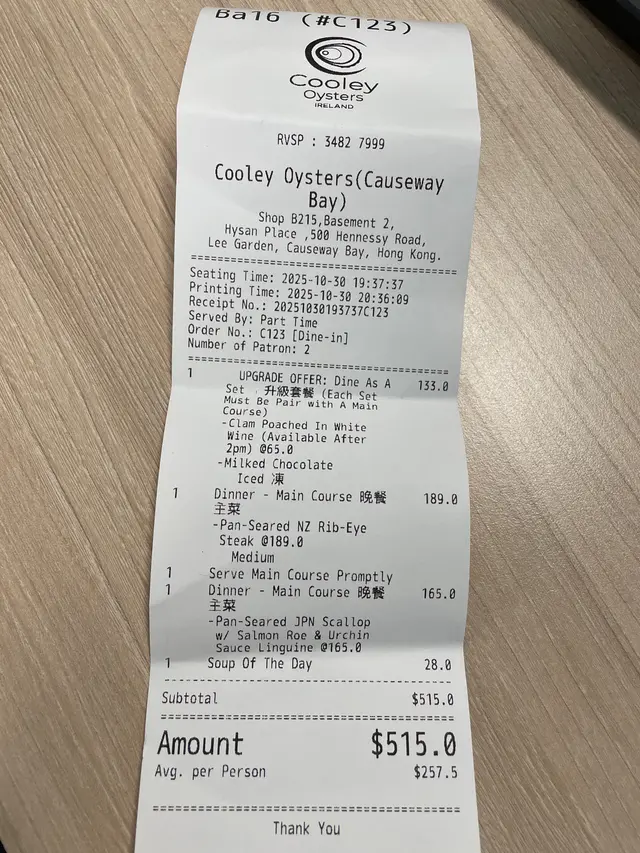 Ba16 (#C123)
Cooley
Oysters
IRELAND
RVSP : 3482 7999
Cooley Oysters(Causeway
Bay)
Shop B215,Basement 2,
Hysan Place ,500 Hennessy Road,
Lee Garden, Causeway Bay, Hong Kong.
Seating Time: 2025-10-30 19:37:37
Printing Time: 2025-10-30 20:36:09
Receipt No.: 20251030193737C123
Served By: Part Time
Order No.: C123 [Dine-in]
Number of Patron: 2
1 UPGRADE OFFER: Dine As A 133.0
Set 升級套餐 (Each Set
Must Be Pair with A Main
Course)
-Clam Poached In White
Wine (Available After
2pm) @65.0
-Milked Chocolate
Iced 凍
1 Dinner - Main Course 晚餐 189.0
主菜
-Pan-Seared NZ Rib-Eye
Steak @189.0
Medium
1 Serve Main Course Promptly
1 Dinner - Main Course 晚餐 165.0
主菜
-Pan-Seared JPN Scallop
w/ Salmon Roe & Urchin
Sauce Linguine @165.0
1 Soup Of The Day 28.0
Subtotal $515.0
Amount $515.0
Avg. per Person $257.5
Thank You